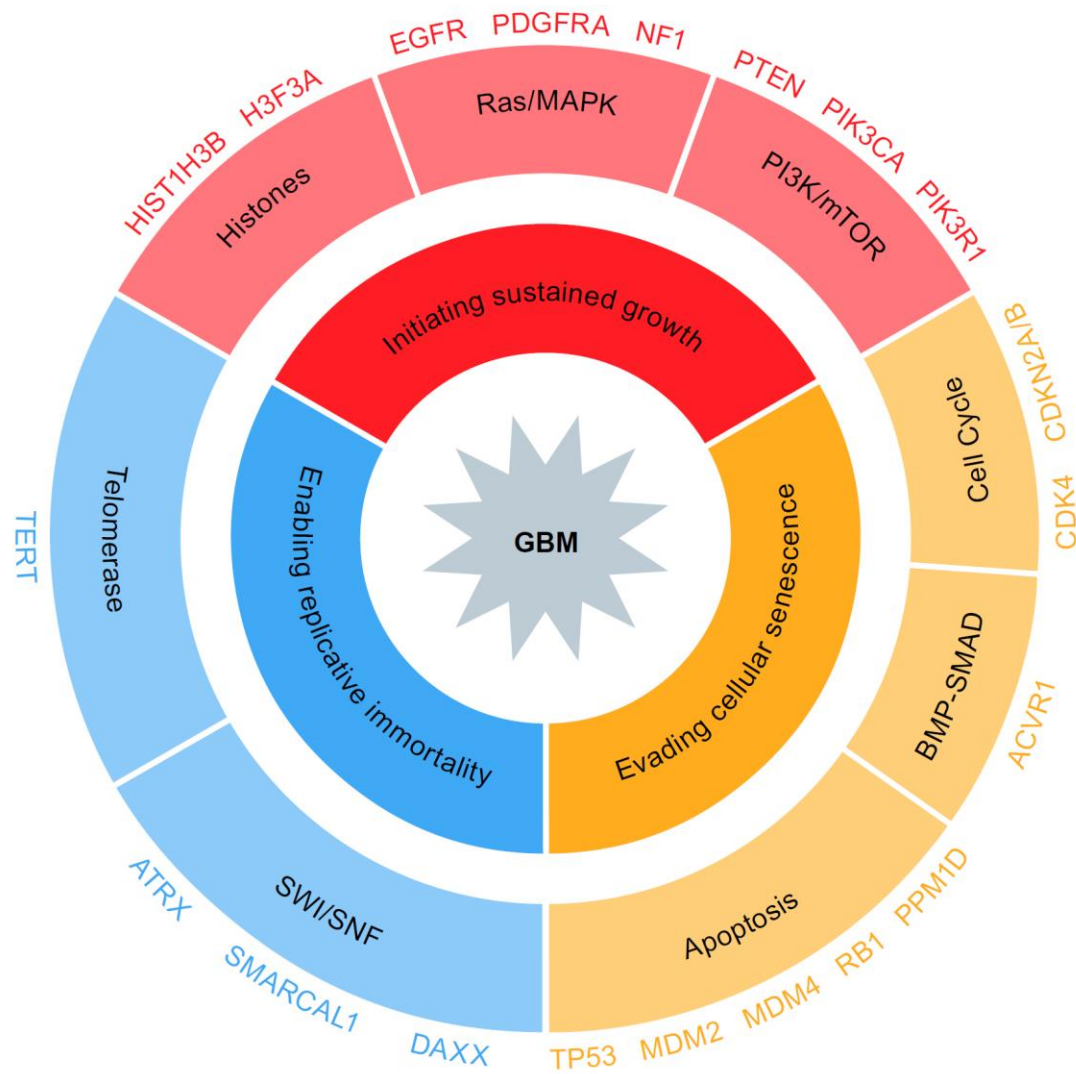 EGFR PDGFRA NF1
PTEN PIK3CA PIK3R1
HIST1H3B H3F3A
Ras/MAPK
PI3K/mTOR
Histones
Initiating sustained growth
CDKN2A/B
CDK4
Cell Cycle
Telomerase
TERT
GBM
Enabling replicative immortality
Evading cellular senescence
BMP-SMAD
ACVR1
SWI/SNF
Apoptosis
ATRX SMARCAL1 DAXX
TP53 MDM2 MDM4 RB1 PPM1D